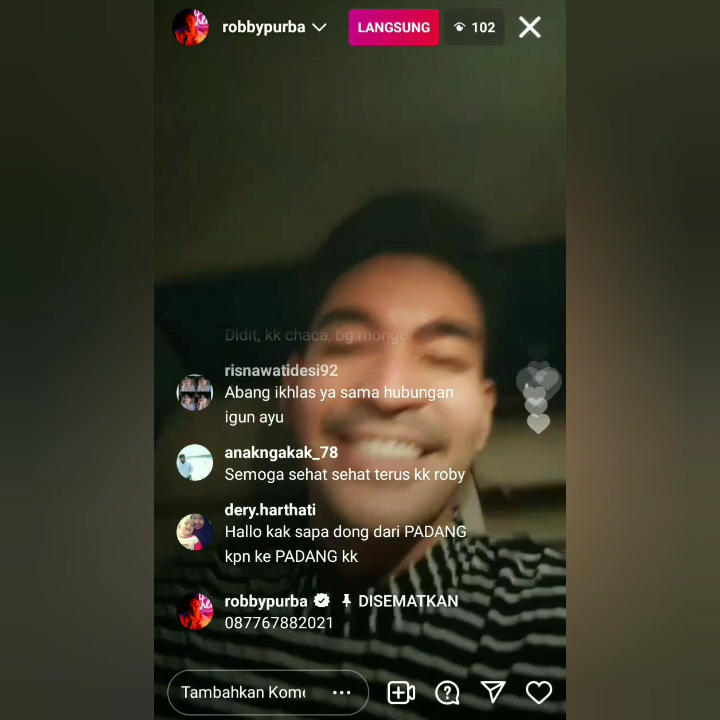 robbypurba
LANGSUNG
102
Didit, kk chaca, bg mongol
risnawatidesi92
Abang ikhlas ya sama hubungan
igun ayu
anakngakak_78
Semoga sehat sehat terus kk roby
dery.harthati
Hallo kak sapa dong dari PADANG
kpn ke PADANG kk
robbypurba DISEMATKAN
087767882021
Tambahkan Kome